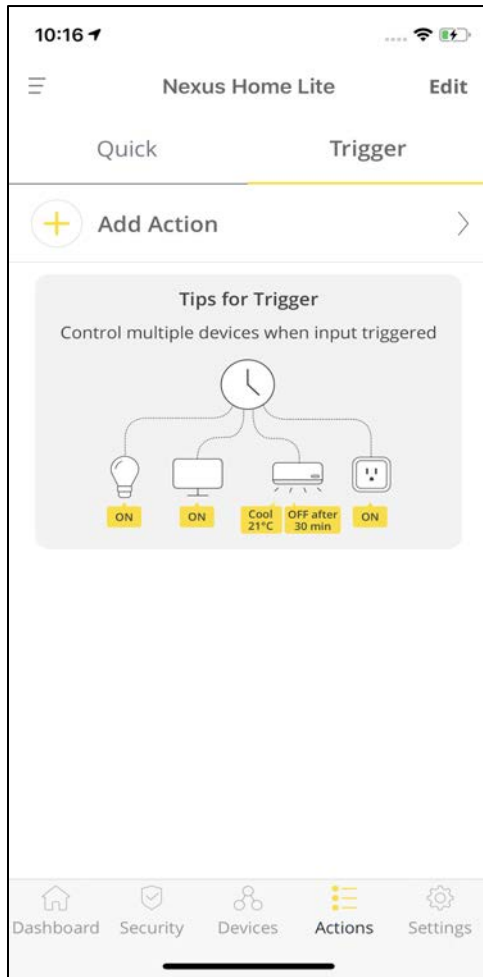 10:16
Nexus Home Lite Edit
Quick Trigger
Add Action
Tips for Trigger
Control multiple devices when input triggered
ON ON Cool OFF after ON
21°C 30 min
Dashboard Security Devices Actions Settings